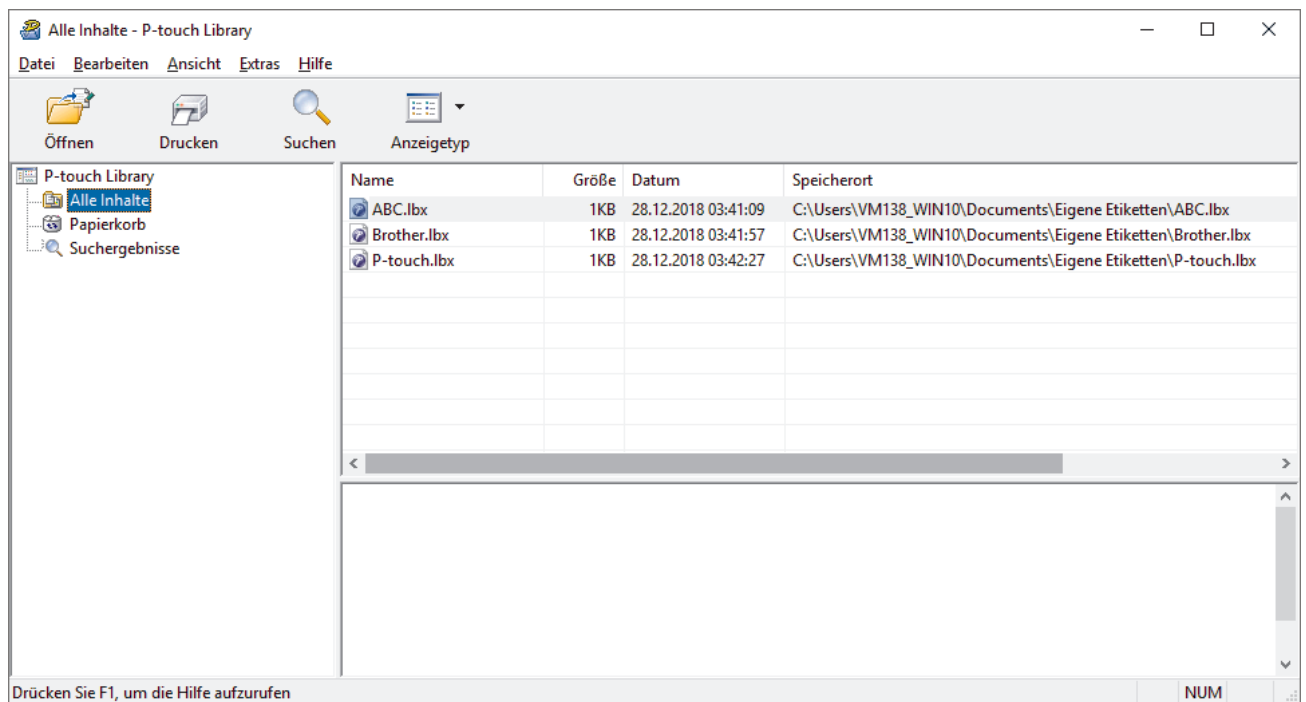 Alle Inhalte - P-touch Library
Datei Bearbeiten Ansicht Extras Hilfe
Öffnen Drucken Suchen Anzeigetyp
P-touch Library
Alle Inhalte
Papierkorb
Suchergebnisse
Name Größe Datum Speicherort
ABC.lbx 1KB 28.12.2018 03:41:09 C:\Users\VM138_WIN10\Documents\Eigene Etiketten\ABC.lbx
Brother.lbx 1KB 28.12.2018 03:41:57 C:\Users\VM138_WIN10\Documents\Eigene Etiketten\Brother.lbx
P-touch.lbx 1KB 28.12.2018 03:42:27 C:\Users\VM138_WIN10\Documents\Eigene Etiketten\P-touch.lbx
Drücken Sie F1, um die Hilfe aufzurufen NUM